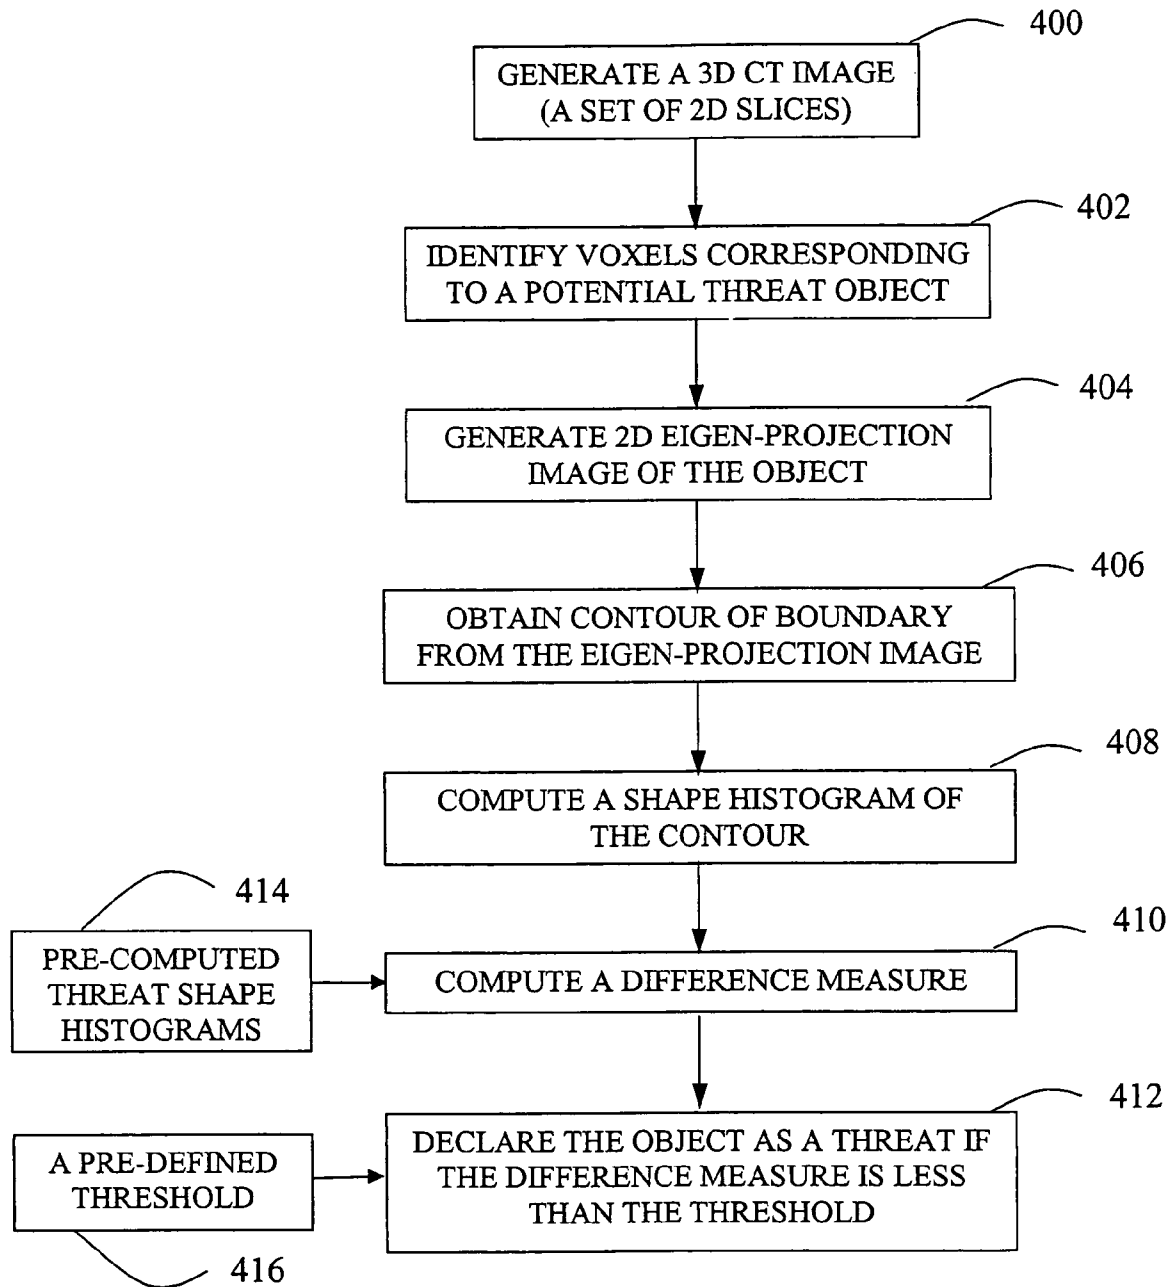 400
GENERATE A 3D CT IMAGE
(A SET OF 2D SLICES)
402
IDENTIFY VOXELS CORRESPONDING
TO A POTENTIAL THREAT OBJECT
404
GENERATE 2D EIGEN-PROJECTION
IMAGE OF THE OBJECT
406
OBTAIN CONTOUR OF BOUNDARY
FROM THE EIGEN-PROJECTION IMAGE
408
COMPUTE A SHAPE HISTOGRAM OF
THE CONTOUR
414
PRE-COMPUTED
THREAT SHAPE
HISTOGRAMS
410
COMPUTE A DIFFERENCE MEASURE
412
DECLARE THE OBJECT AS A THREAT IF
THE DIFFERENCE MEASURE IS LESS
THAN THE THRESHOLD
A PRE-DEFINED
THRESHOLD
416